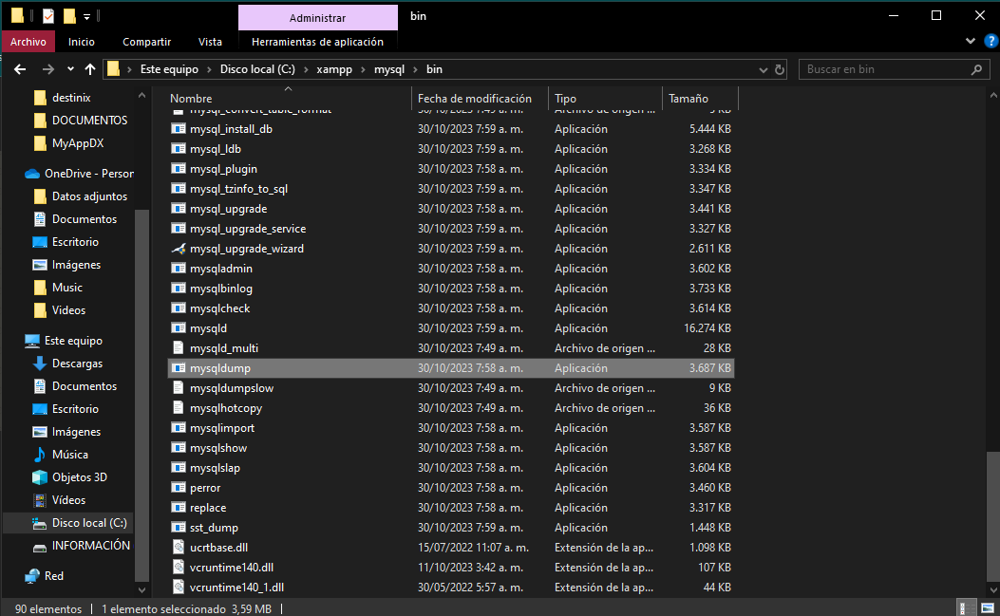 Administrar
bin
Archivo
Inicio
Compartir
Vista
Herramientas de aplicación
Este equipo › Disco local (C:) › xampp › mysql › bin
Buscar en bin
destinix
DOCUMENTOS
MyAppDX
OneDrive - Person
Datos adjuntos
Documentos
Escritorio
Imágenes
Music
Videos
Este equipo
Descargas
Documentos
Escritorio
Imágenes
Música
Objetos 3D
Vídeos
Disco local (C:)
INFORMACIÓN
Red
Nombre Fecha de modificación Tipo Tamaño
mysql_convert_table_format 30/10/2023 7:49 a. m. Archivo de origen ... 5 KB
mysql_install_db 30/10/2023 7:59 a. m. Aplicación 5.444 KB
mysql_ldb 30/10/2023 7:59 a. m. Aplicación 3.268 KB
mysql_plugin 30/10/2023 7:58 a. m. Aplicación 3.334 KB
mysql_tzinfo_to_sql 30/10/2023 7:59 a. m. Aplicación 3.347 KB
mysql_upgrade 30/10/2023 7:58 a. m. Aplicación 3.441 KB
mysql_upgrade_service 30/10/2023 7:59 a. m. Aplicación 3.327 KB
mysql_upgrade_wizard 30/10/2023 7:59 a. m. Aplicación 2.611 KB
mysqladmin 30/10/2023 7:58 a. m. Aplicación 3.602 KB
mysqlbinlog 30/10/2023 7:58 a. m. Aplicación 3.733 KB
mysqlcheck 30/10/2023 7:58 a. m. Aplicación 3.614 KB
mysqld 30/10/2023 7:59 a. m. Aplicación 16.274 KB
mysqld_multi 30/10/2023 7:49 a. m. Archivo de origen ... 28 KB
mysqldump 30/10/2023 7:58 a. m. Aplicación 3.687 KB
mysqldumpslow 30/10/2023 7:49 a. m. Archivo de origen ... 9 KB
mysqlhotcopy 30/10/2023 7:49 a. m. Archivo de origen ... 36 KB
mysqlimport 30/10/2023 7:58 a. m. Aplicación 3.587 KB
mysqlshow 30/10/2023 7:58 a. m. Aplicación 3.587 KB
mysqlslap 30/10/2023 7:58 a. m. Aplicación 3.604 KB
perror 30/10/2023 7:58 a. m. Aplicación 3.460 KB
replace 30/10/2023 7:58 a. m. Aplicación 3.317 KB
sst_dump 30/10/2023 7:59 a. m. Aplicación 1.448 KB
ucrtbase.dll 15/07/2022 11:07 a. m. Extensión de la ap... 1.098 KB
vcruntime140.dll 11/10/2023 3:42 a. m. Extensión de la ap... 107 KB
vcruntime140_1.dll 30/05/2022 5:57 a. m. Extensión de la ap... 44 KB
90 elementos
1 elemento seleccionado 3,59 MB